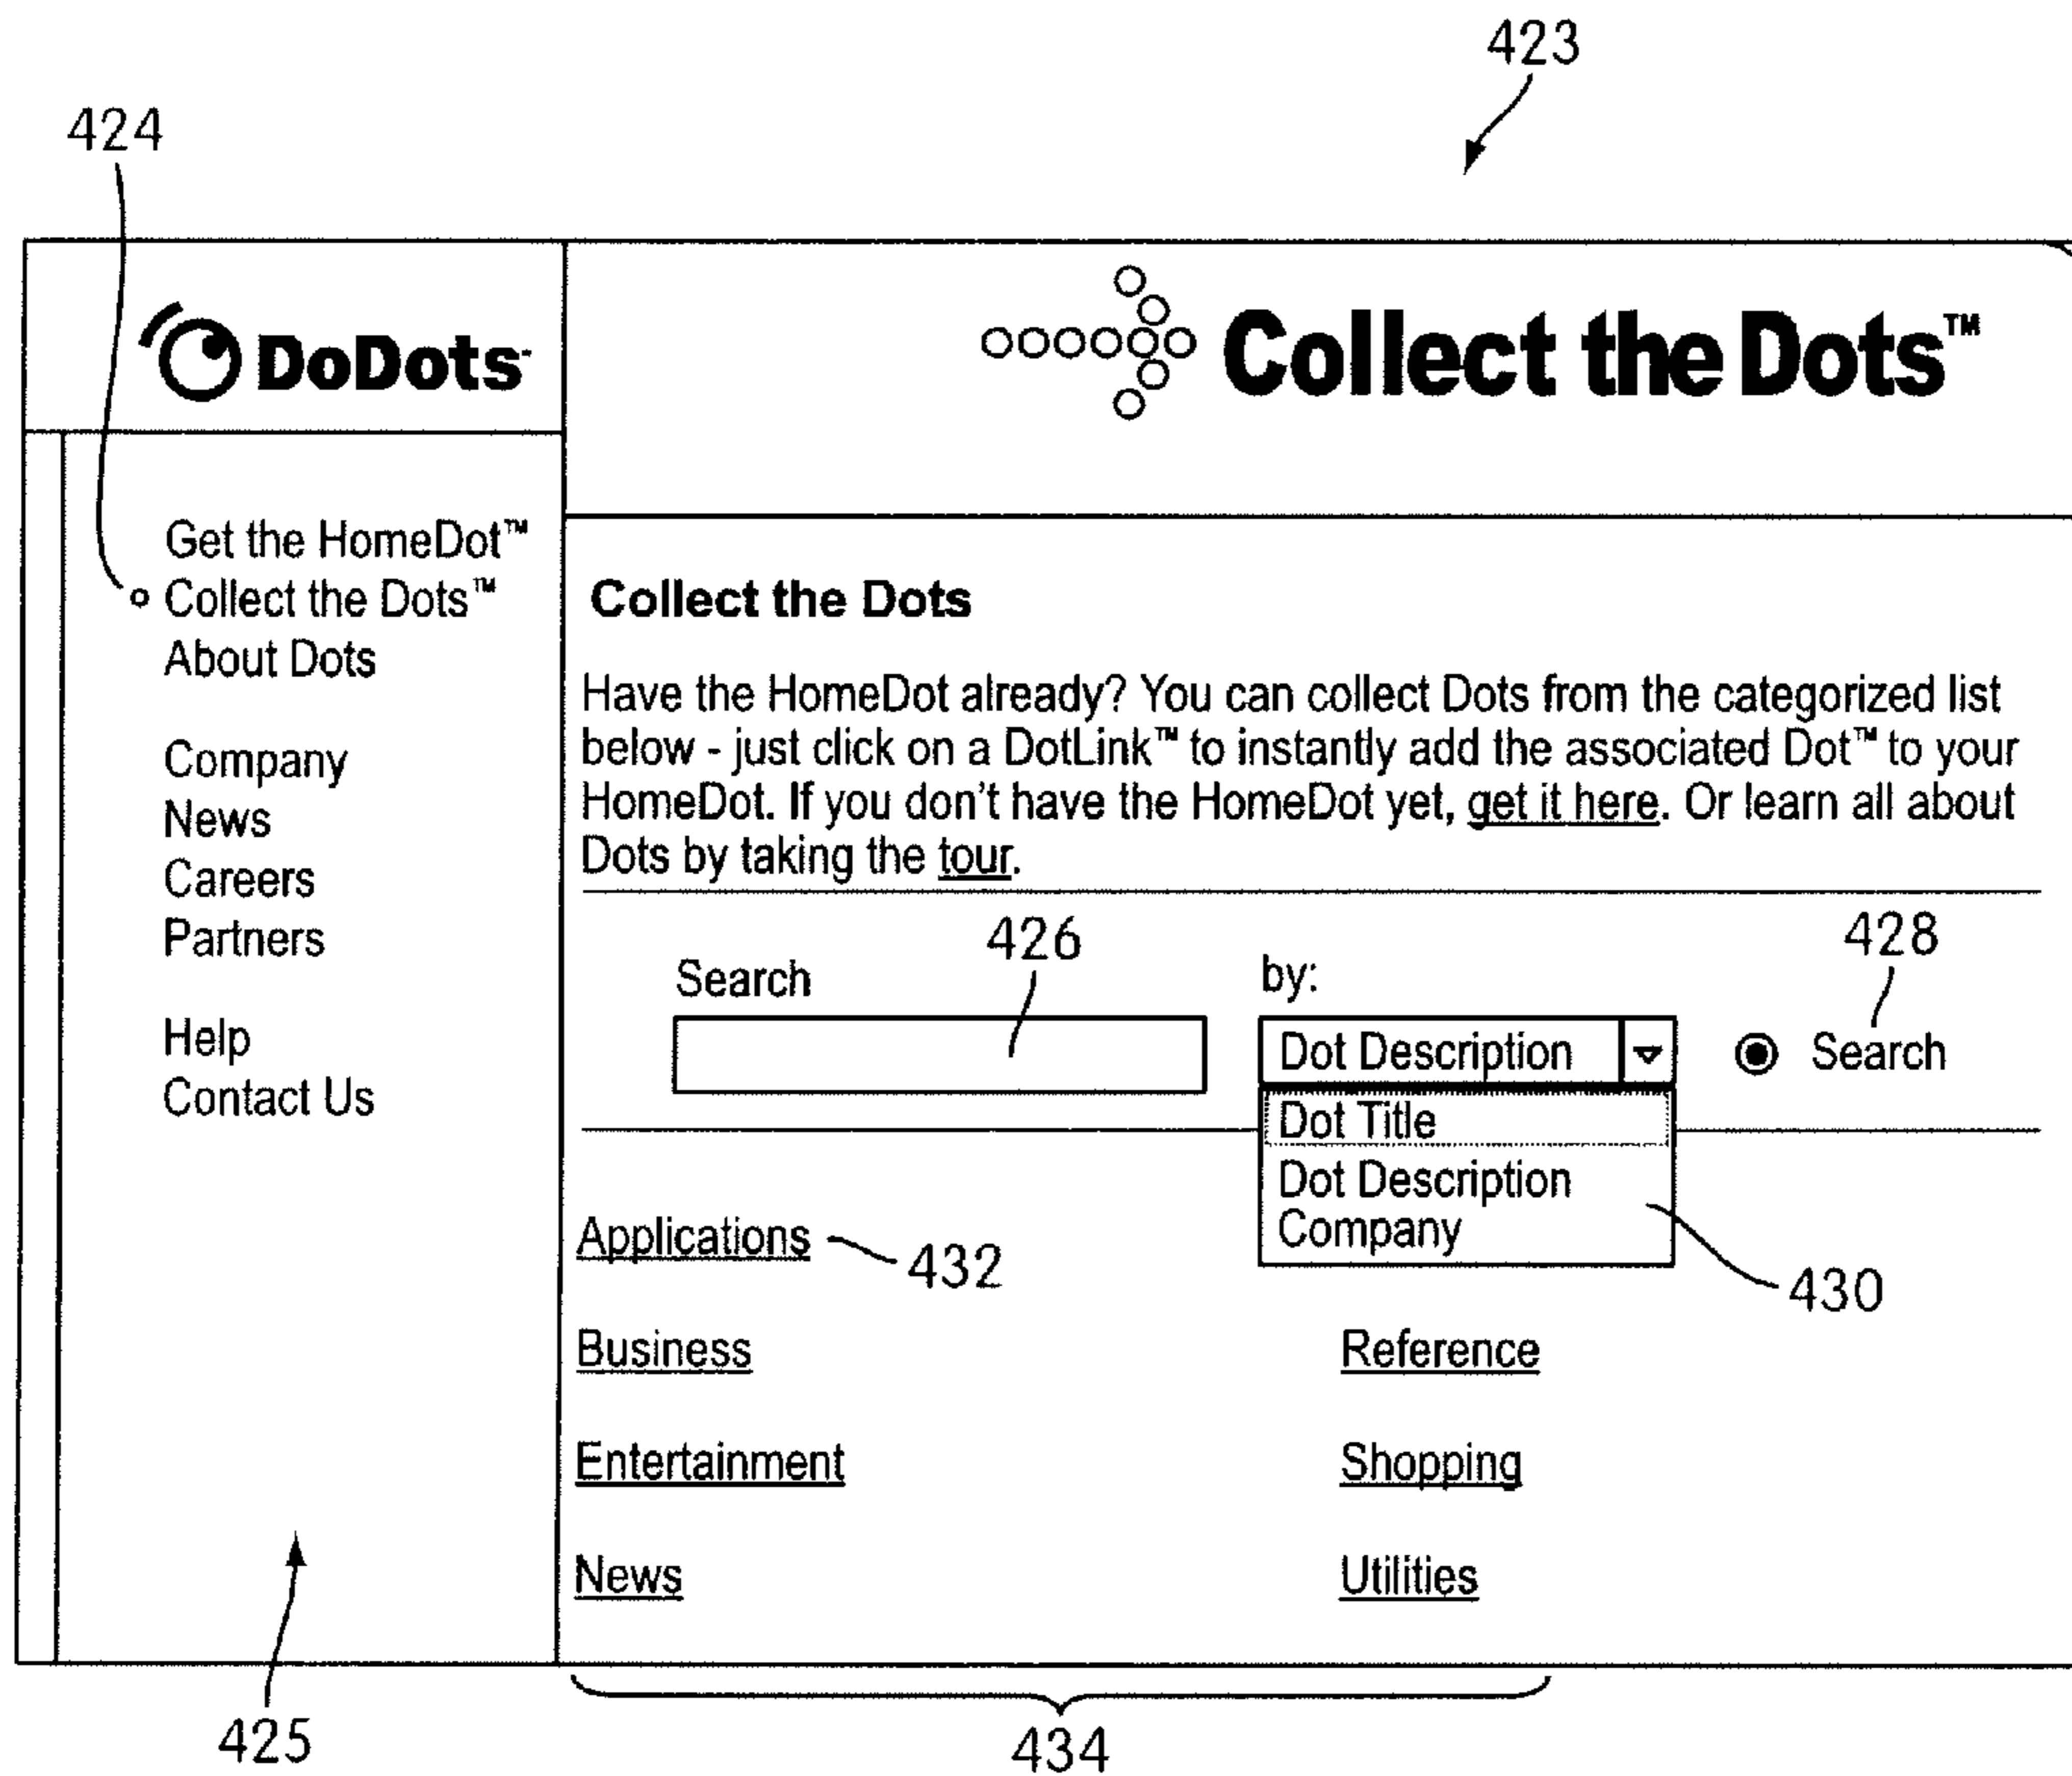 423
424
DoDots
Collect the Dots™
Get the HomeDot™
Collect the Dots™
About Dots
Company
News
Careers
Partners
Help
Contact Us
Collect the Dots
Have the HomeDot already? You can collect Dots from the categorized list
below - just click on a DotLink™ to instantly add the associated Dot™ to your
HomeDot. If you don't have the HomeDot yet, get it here. Or learn all about
Dots by taking the tour.
426
428
Search
by:
Dot Description
Search
Dot Title
Dot Description
Company
430
Applications
432
Business
Reference
Entertainment
Shopping
News
Utilities
425
434